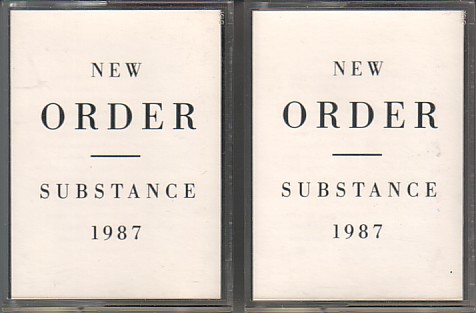 NEW
ORDER
SUBSTANCE
1987
NEW
ORDER
SUBSTANCE
1987